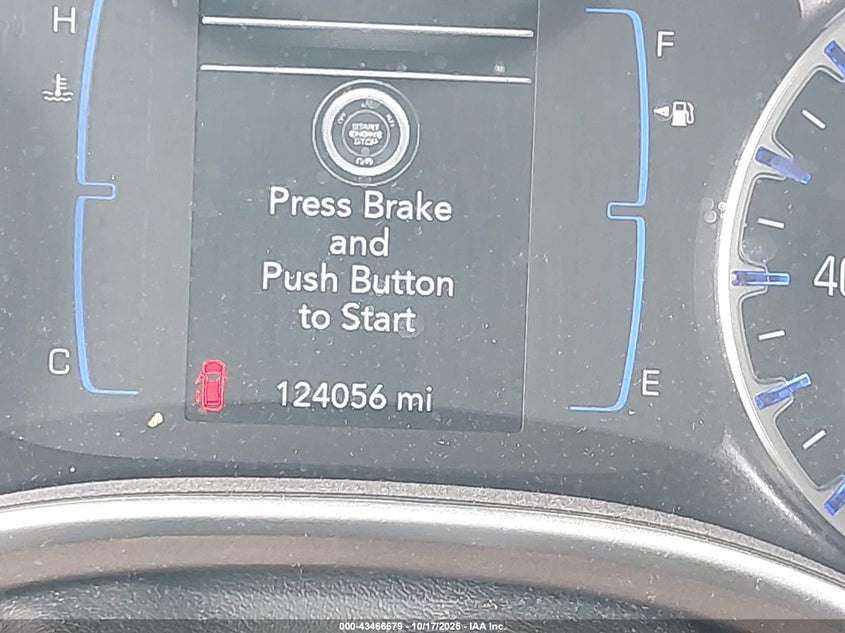 H
F
START
ENGINE
STOP
Press Brake
and
Push Button
to Start
40
C
E
124056 mi
000-43466679 - 10/17/2025 - IAA Inc.